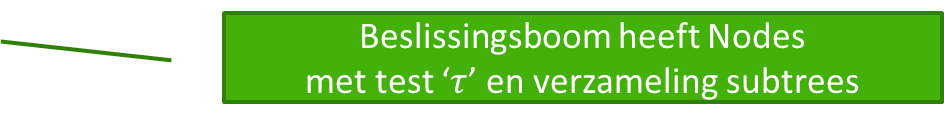 Beslissingsboom heeft Nodes
met test ‘𝜏’ en verzameling subtrees